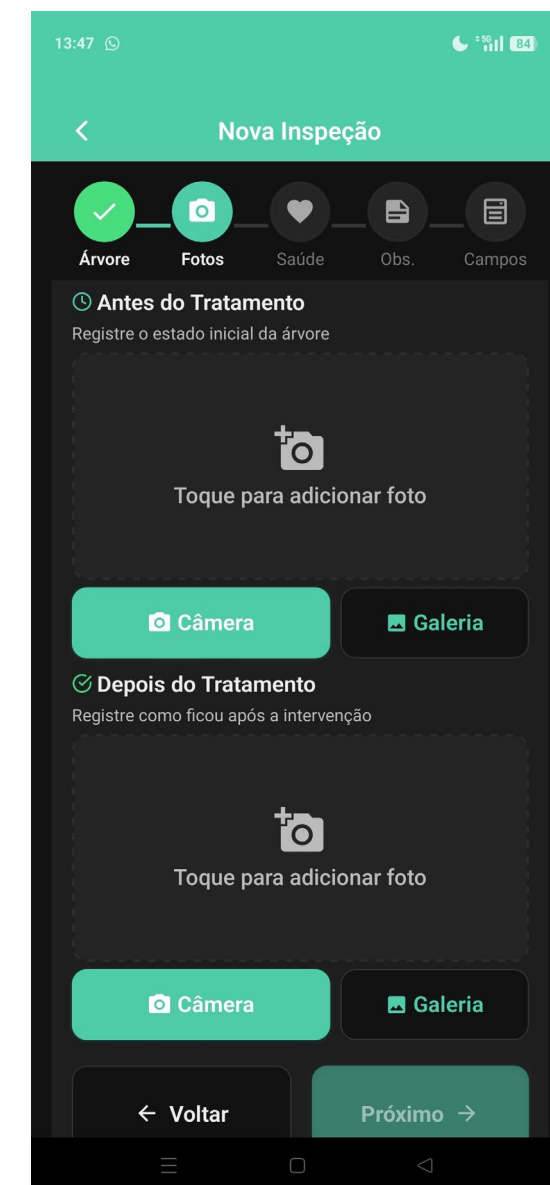 13:47
5G 84
Nova Inspeção
Árvore Fotos Saúde Obs. Campos
Antes do Tratamento
Registre o estado inicial da árvore
Toque para adicionar foto
Câmera Galeria
Depois do Tratamento
Registre como ficou após a intervenção
Toque para adicionar foto
Câmera Galeria
Voltar Próximo